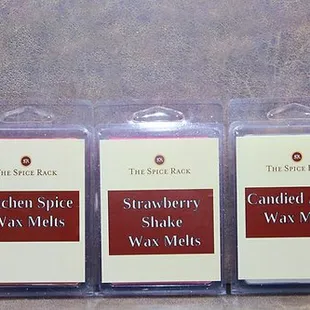 THE SPICE RACK
chen Spice
Wax Melts
THE SPICE RACK
Strawberry
Shake
Wax Melts
THE SPICE RACK
Candied
Wax M